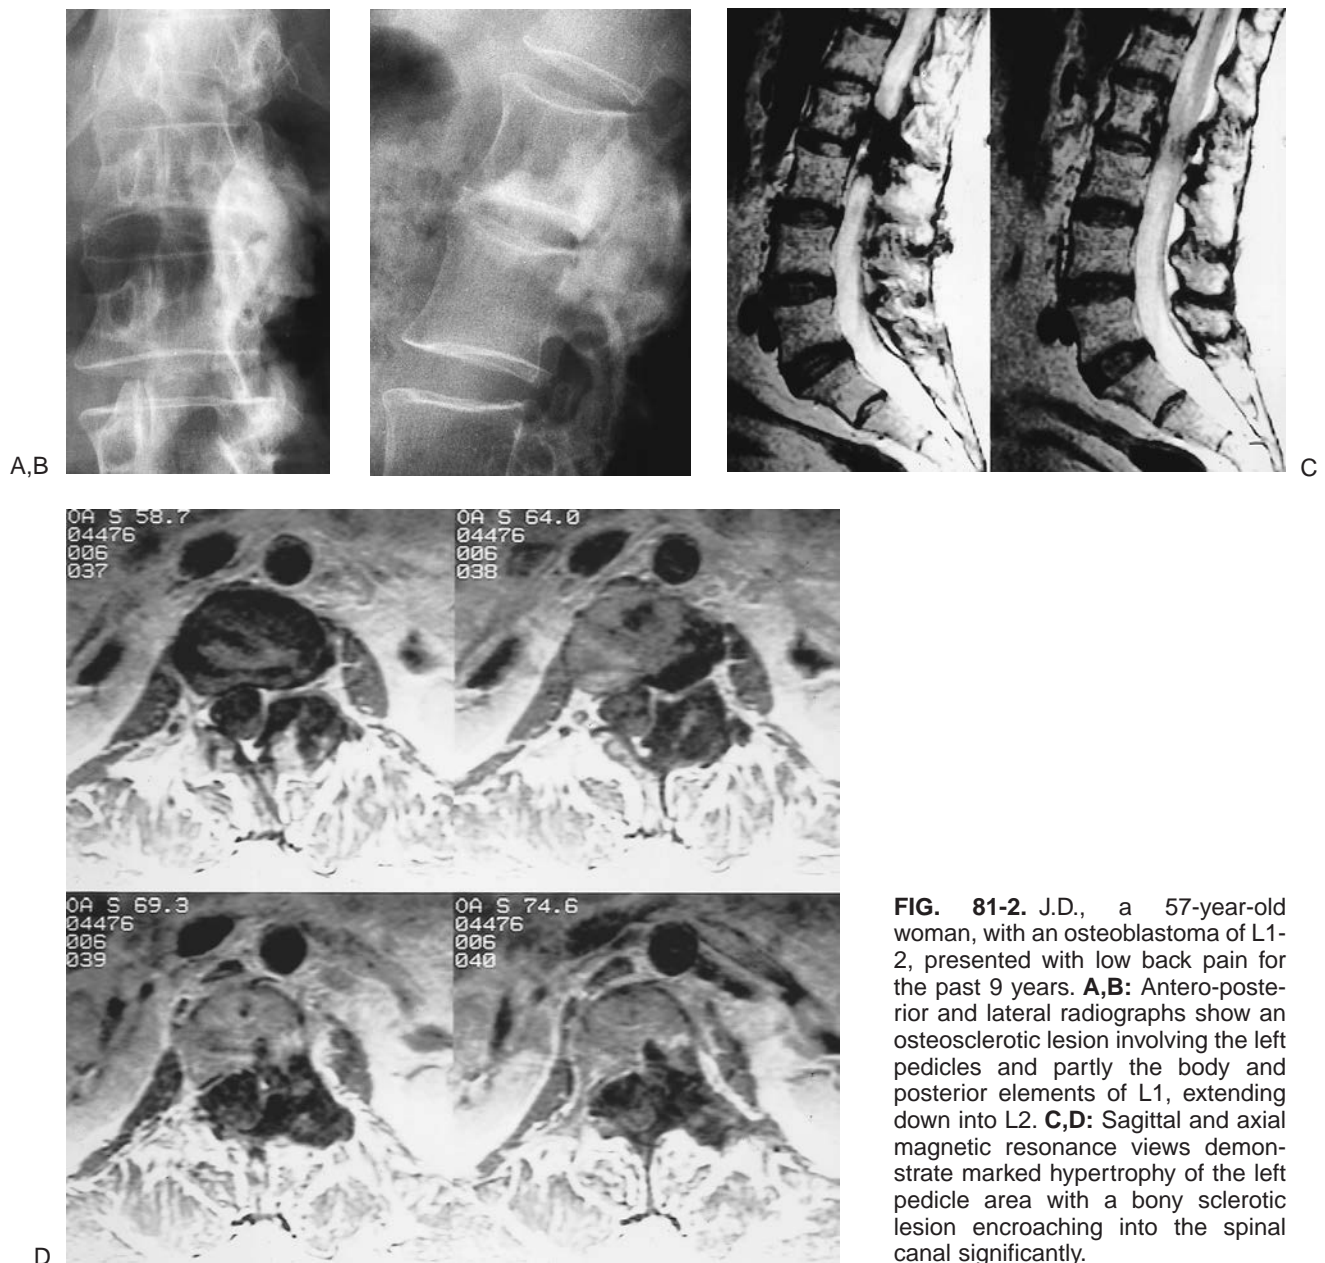 A,B
C
OA S 58.7
04476
006
037
OA S 64.0
04476
006
038
OA S 69.3
04476
006
039
OA S 74.6
04476
006
040
D
FIG. 81-2. J.D., a 57-year-old
woman, with an osteoblastoma of L1-
2, presented with low back pain for
the past 9 years. A,B: Antero-poste-
rior and lateral radiographs show an
osteosclerotic lesion involving the left
pedicles and partly the body and
posterior elements of L1, extending
down into L2. C,D: Sagittal and axial
magnetic resonance views demon-
strate marked hypertrophy of the left
pedicle area with a bony sclerotic
lesion encroaching into the spinal
canal significantly.